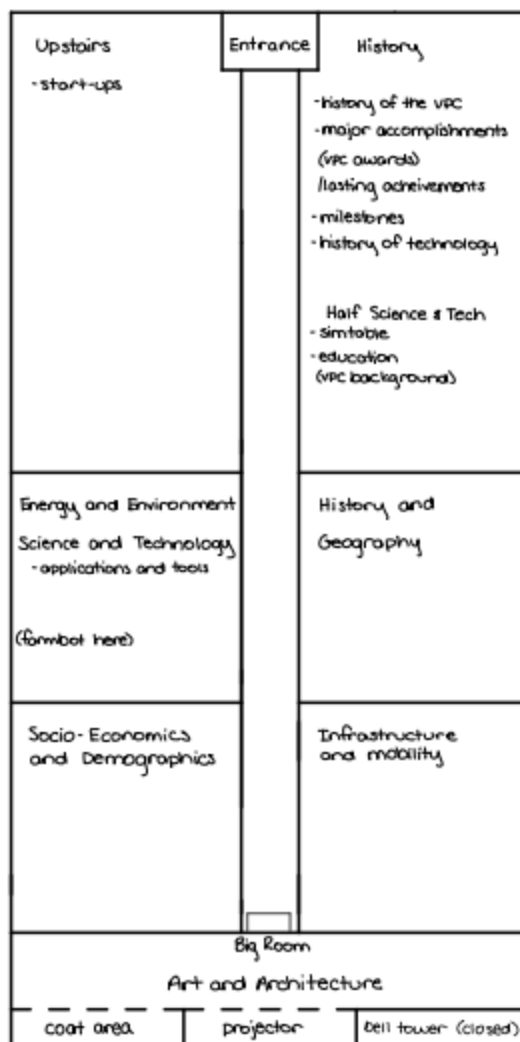 Upstairs
-start-ups
Entrance
History
-history of the VPC
-major accomplishments
(VPC awards)
/lasting acheivements
-milestones
-history of technology
Half Science & Tech
-simtable
-education
(VPC background)
Energy and Environment
Science and Technology
-applications and tools
(farmbot here)
History and
Geography
Socio-Economics
and Demographics
Infrastructure
and mobility
Big Room
Art and Architecture
coat area
projector
bell tower (closed)